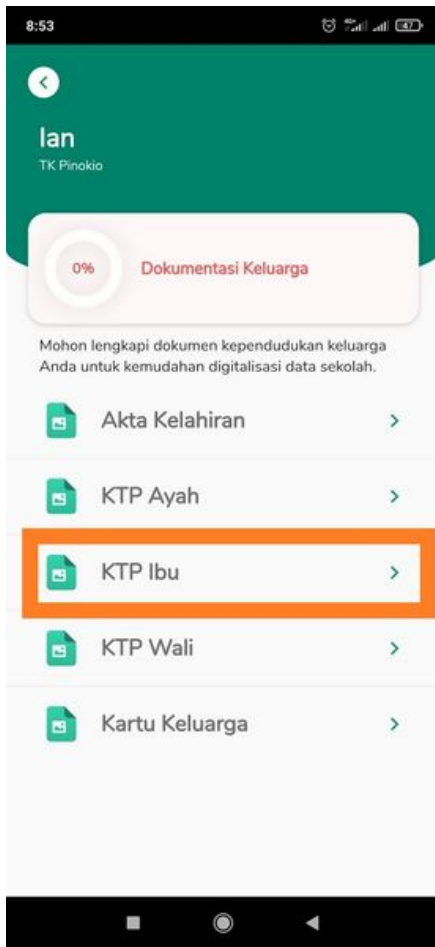 8:53
47
Ian
TK Pinokio
0%
Dokumentasi Keluarga
Mohon lengkapi dokumen kependudukan keluarga
Anda untuk kemudahan digitalisasi data sekolah.
Akta Kelahiran
KTP Ayah
KTP Ibu
KTP Wali
Kartu Keluarga